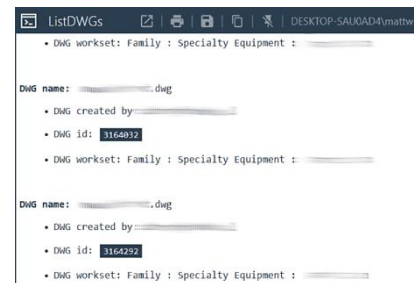 ListDWGs DESKTOP-SAU0AD4\mattw
• DWG workset: Family : Specialty Equipment :
DWG name: .dwg
• DWG created by
• DWG id: 3164032
• DWG workset: Family : Specialty Equipment :
DWG name: .dwg
• DWG created by
• DWG id: 3164292
• DWG workset: Family : Specialty Equipment :